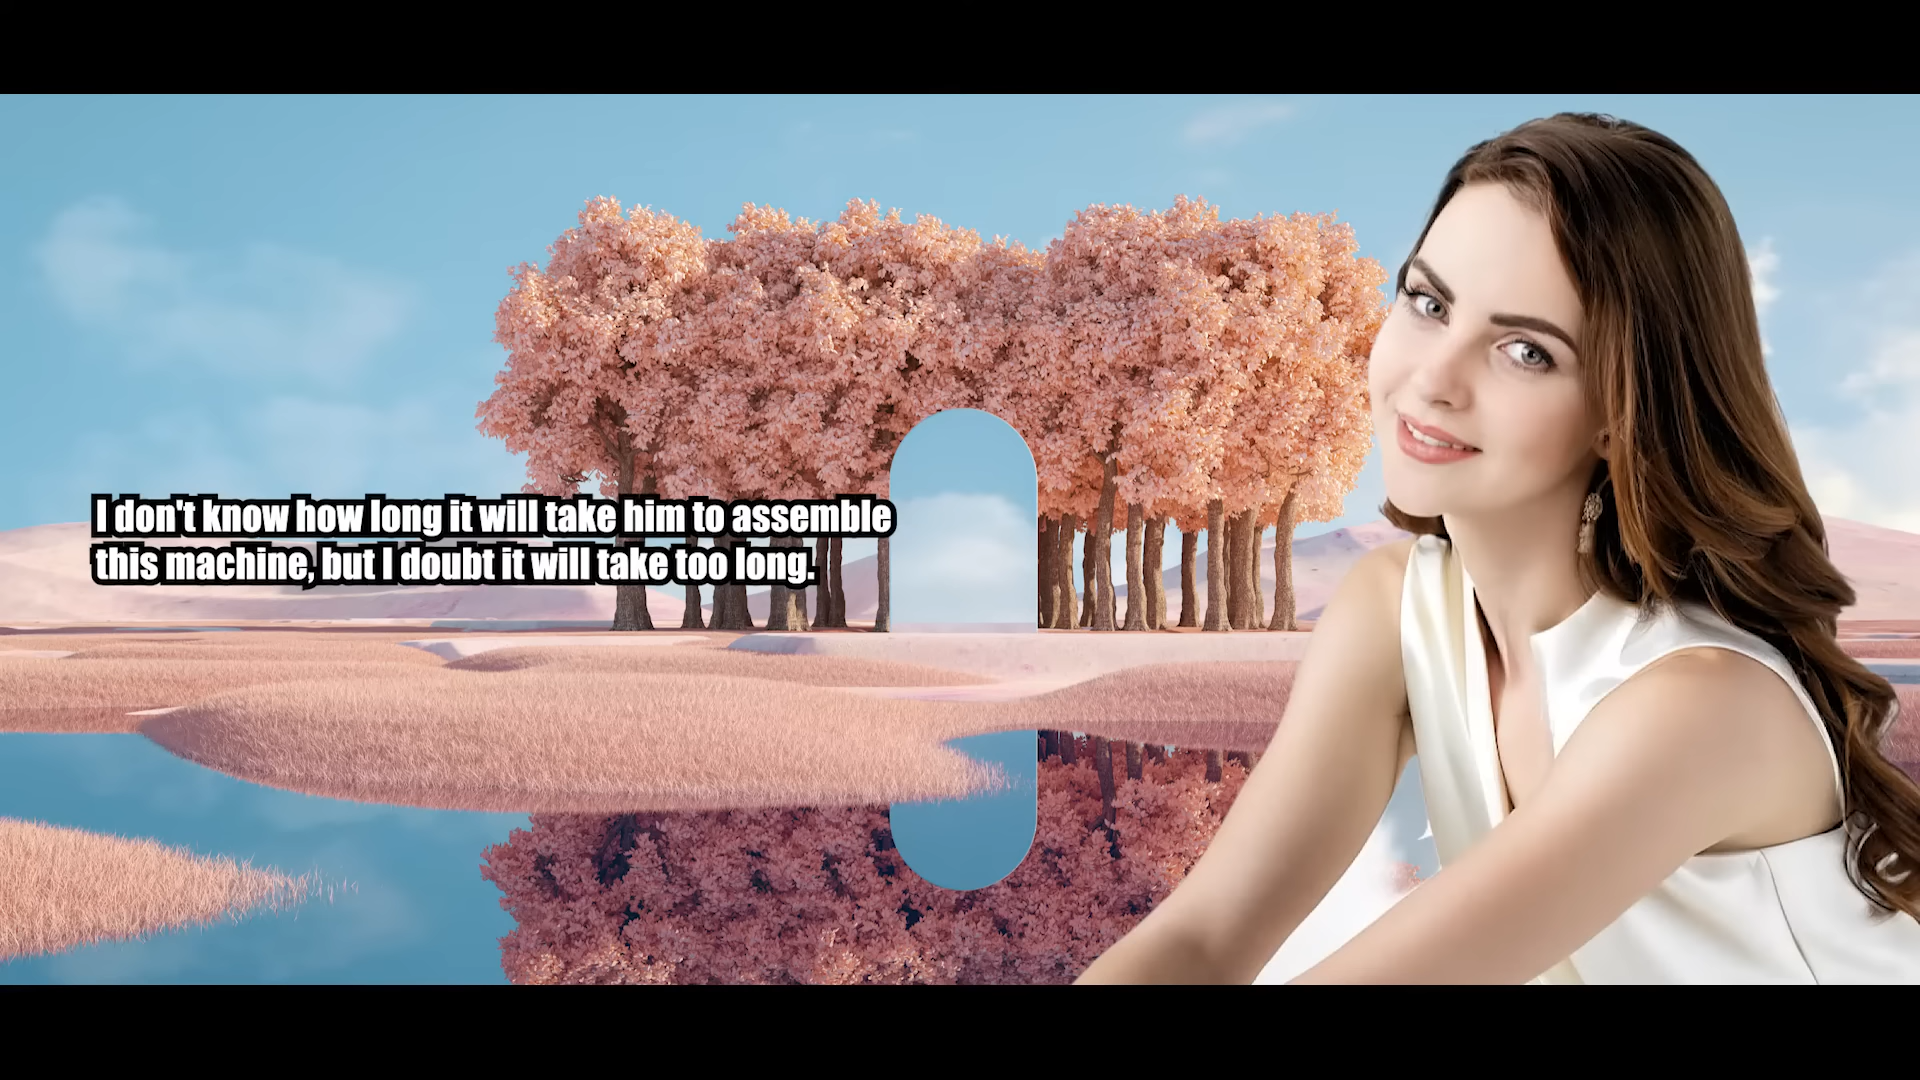 I don't know how long it will take him to assemble
this machine, but I doubt it will take too long.